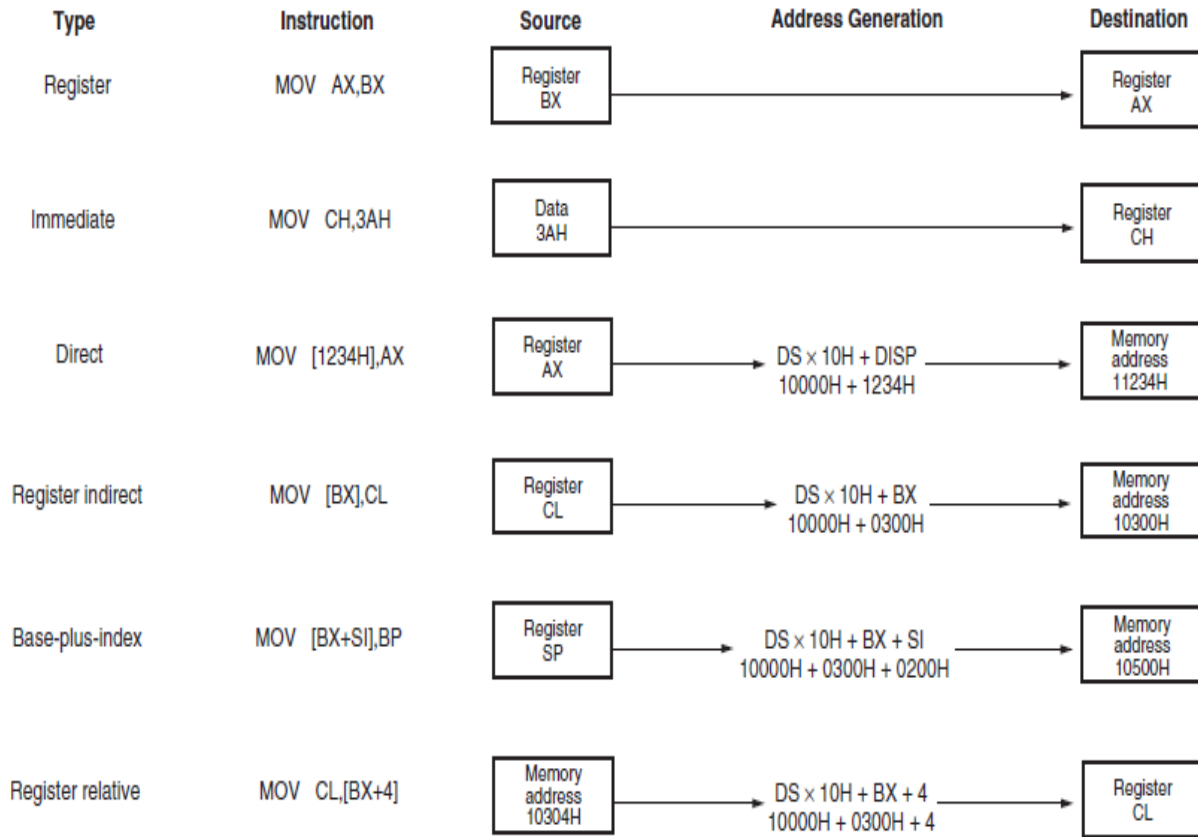 Type Instruction Source Address Generation Destination
Register MOV AX,BX Register BX Register AX
Immediate MOV CH,3AH Data 3AH Register CH
Direct MOV [1234H],AX Register AX DS × 10H + DISP
10000H + 1234H Memory address 11234H
Register indirect MOV [BX],CL Register CL DS × 10H + BX
10000H + 0300H Memory address 10300H
Base-plus-index MOV [BX+SI],BP Register SP DS × 10H + BX + SI
10000H + 0300H + 0200H Memory address 10500H
Register relative MOV CL,[BX+4] Memory address 10304H DS × 10H + BX + 4
10000H + 0300H + 4 Register CL